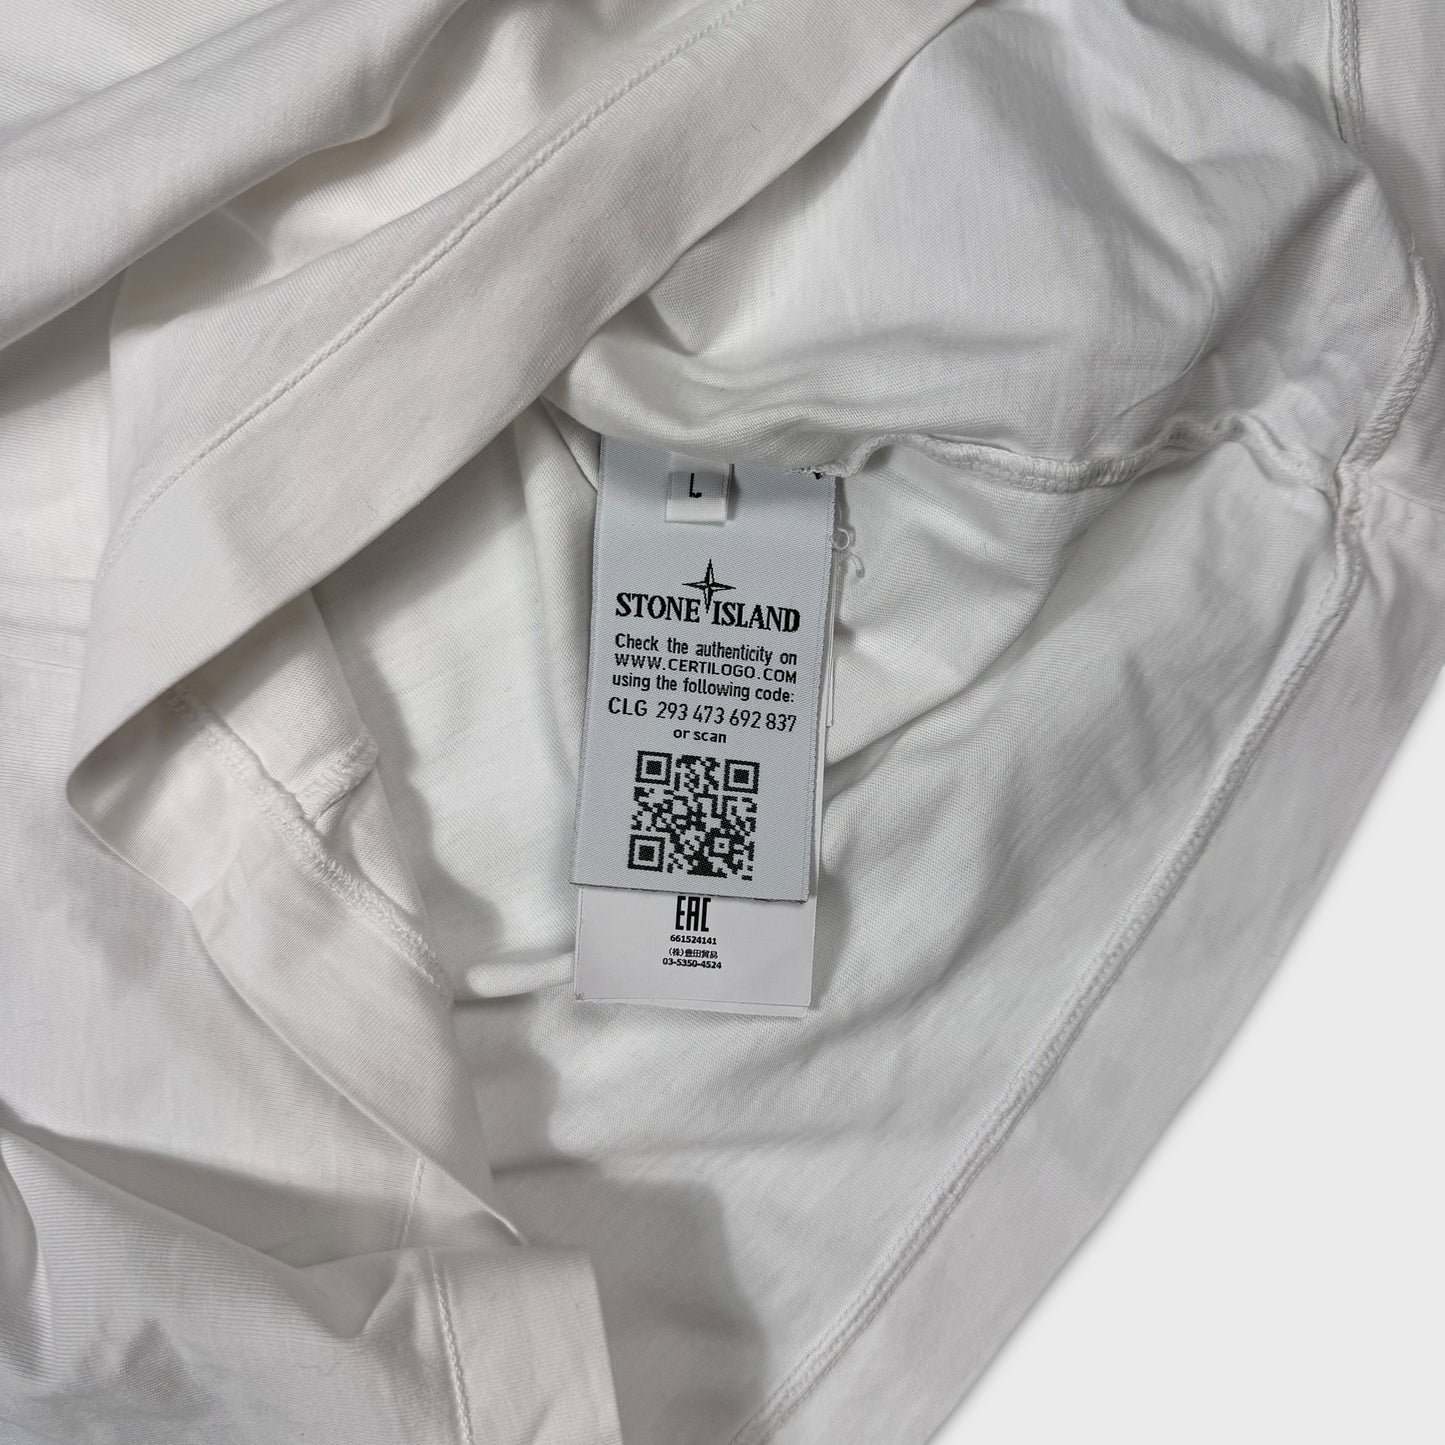 L
STONE ISLAND
Check the authenticity on
WWW.CERTILOGO.COM
using the following code:
CLG 293 473 692 837
or scan
EAC
661524141
(株)豊田貿易
03-5350-4524